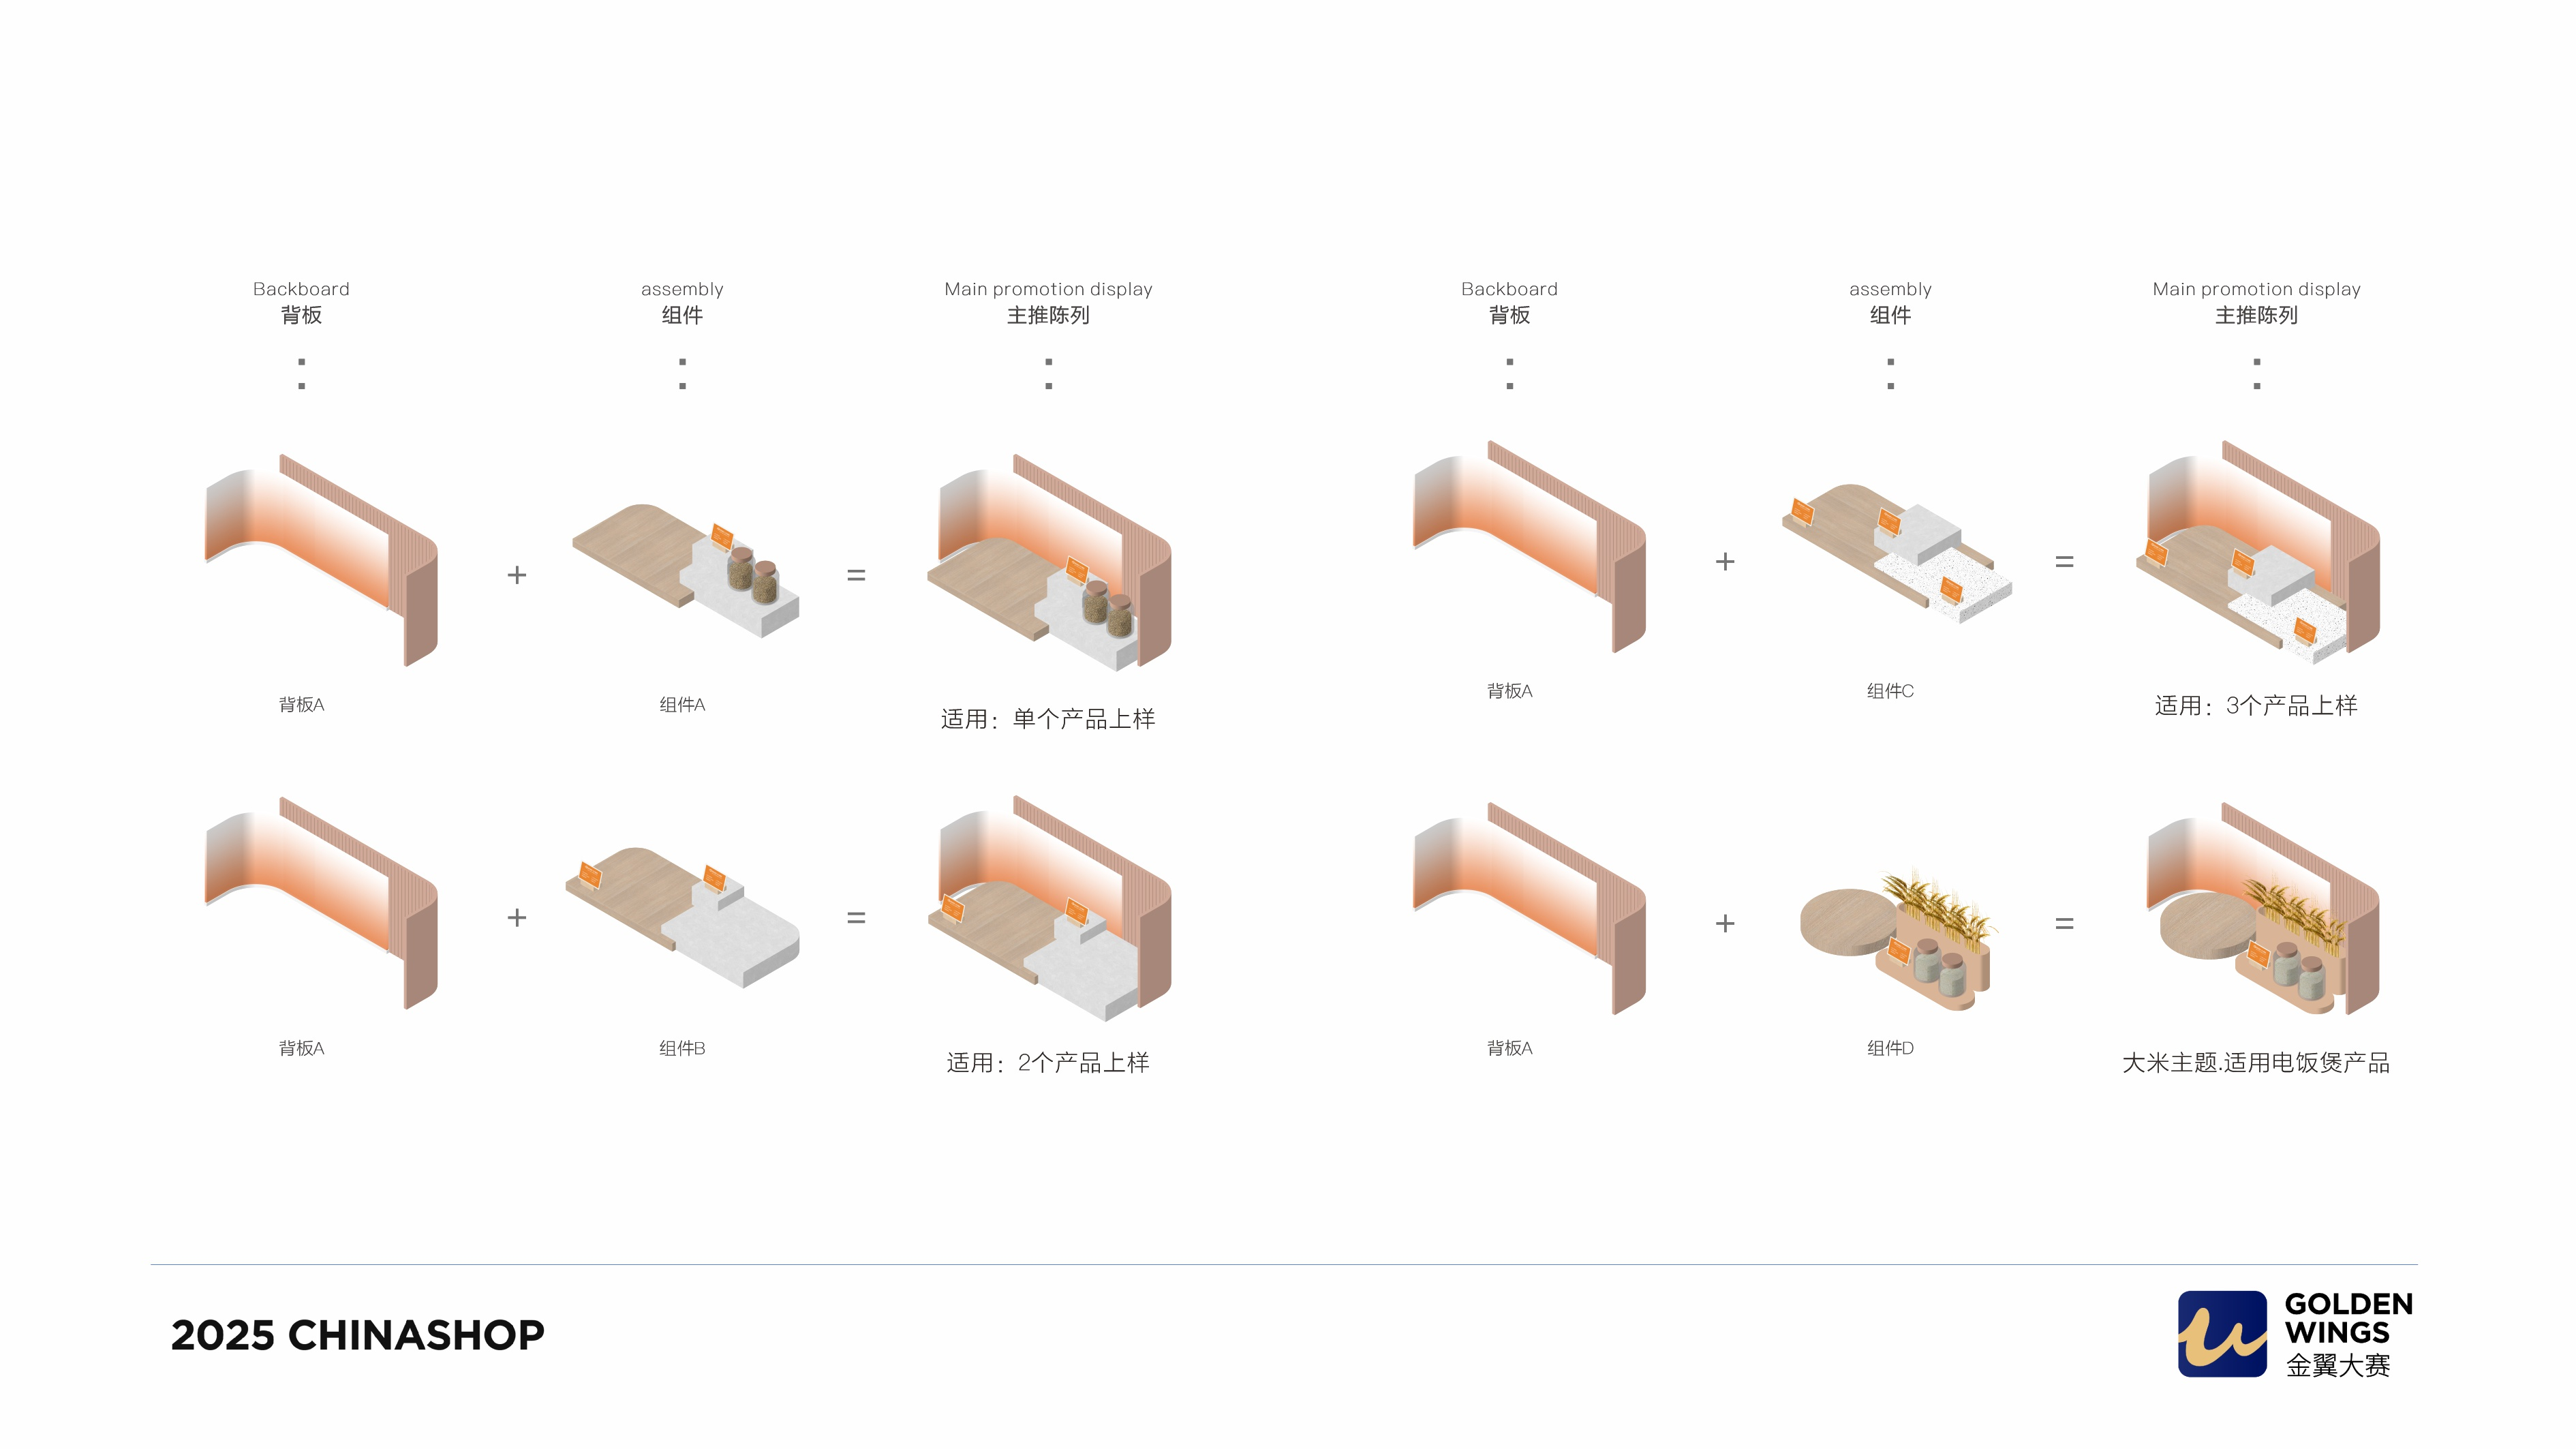 Backboard
背板
assembly
组件
Main promotion display
主推陈列
背板A
+
组件A
=
适用：单个产品上样
背板A
+
组件B
=
适用：2个产品上样
Backboard
背板
assembly
组件
Main promotion display
主推陈列
背板A
+
组件C
=
适用：3个产品上样
背板A
+
组件D
=
大米主题.适用电饭煲产品
2025 CHINASHOP
GOLDEN
WINGS
金翼大赛